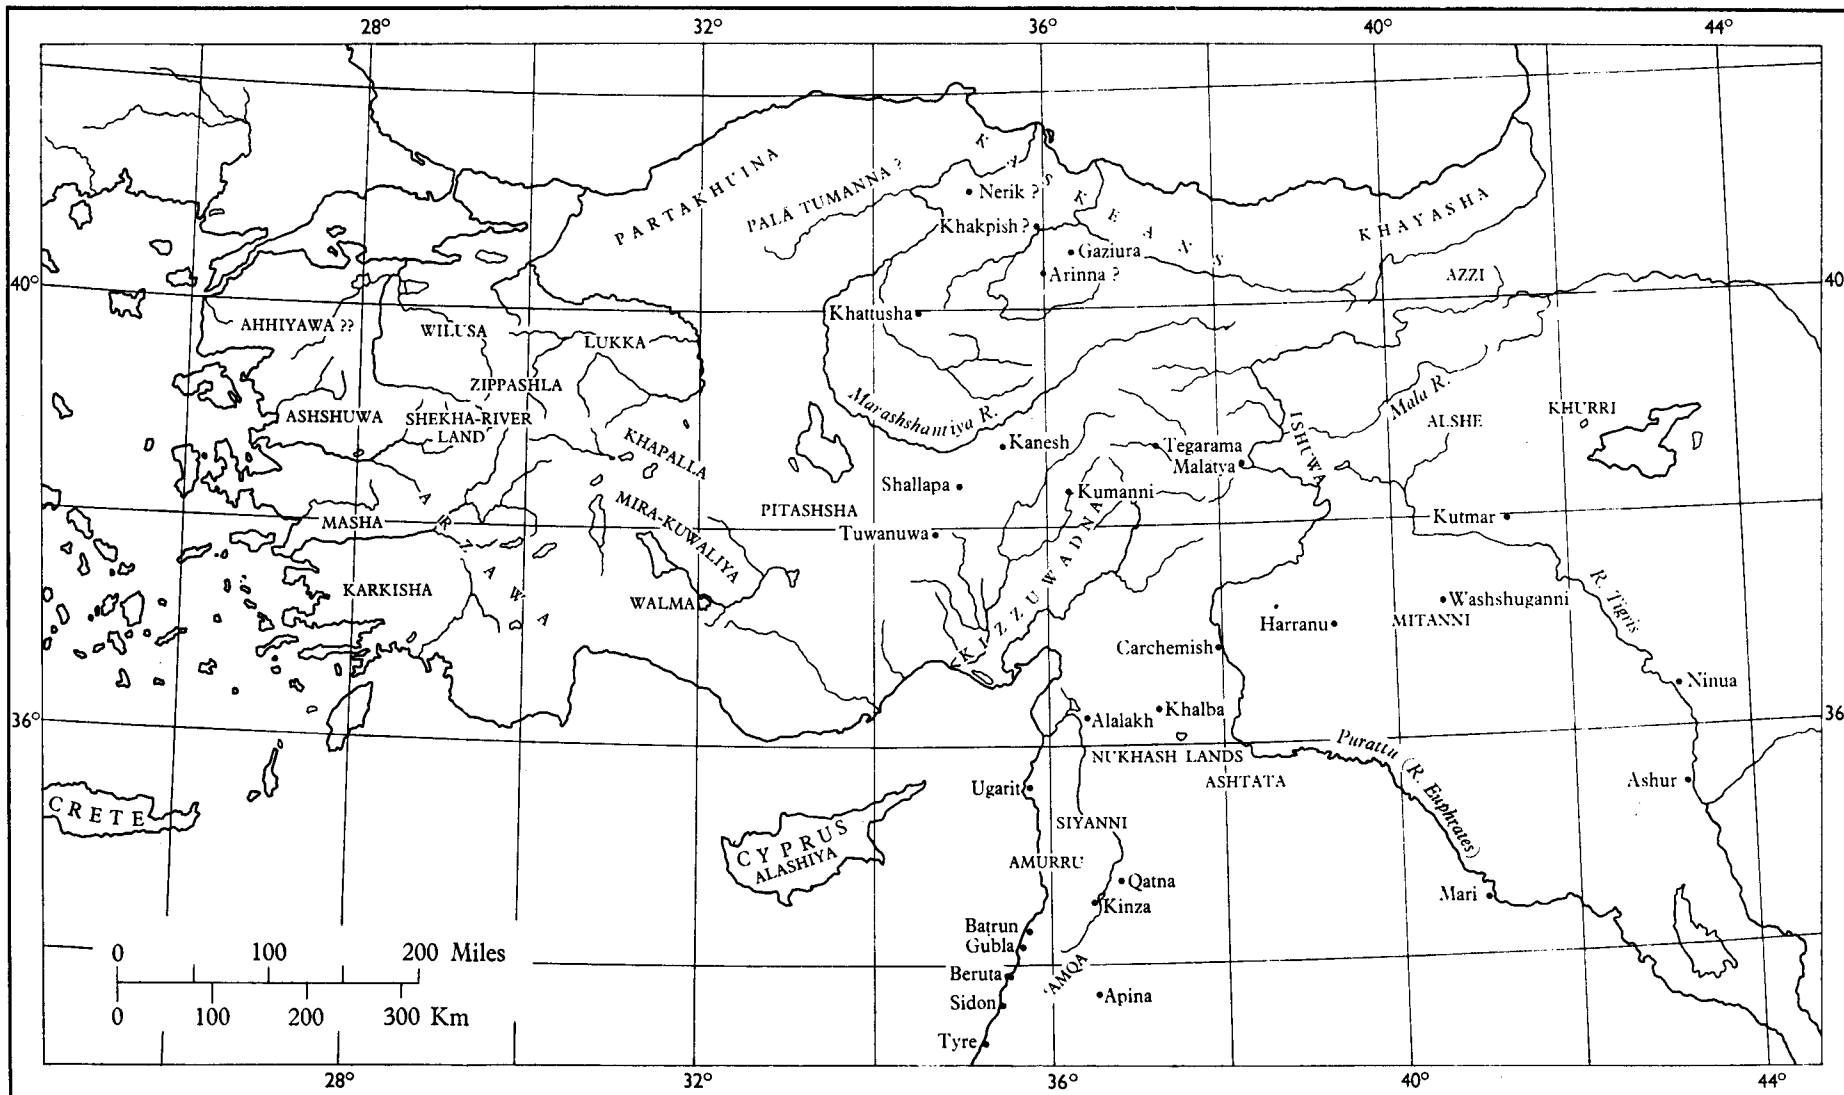 28°
32°
36°
40°
44°
PARTAKHUINA
PALA TUMANNA ?
KASKEANS
Nerik ?
Khakpish ?
Gaziura
Arinna ?
KHAYASHA
AZZI
40°
40
AHHIYAWA ??
WILUSA
LUKKA
Khattusha
ZIPPASHLA
Marashshantiya R.
Mala R.
ASHSHUWA
SHEKHA-RIVER
LAND
KHAPALLA
Kanesh
Tegarama
Malatya
ISHUWA
ALSHE
KHURRI
Shallapa
Kumanni
ARZAWA
MIRA-KUWALIYA
PITASHSHA
MASHA
Tuwanuwa
KIZZUWADNA
Kutmar
KARKISHA
WALMA
Harranu
Washshuganni
MITANNI
R. Tigris
Carchemish
Ninua
36°
36
Alalakh
Khalba
NUKHASH LANDS
ASHTATA
Purattu (R. Euphrates)
Ashur
Ugarit
CRETE
SIYANNI
CYPRUS
ALASHIYA
AMURRU
Qatna
Kinza
Mari
Batrun
Gubla
Beruta
'AMQA
Apina
Sidon
Tyre
0 100 200 Miles
0 100 200 300 Km
28°
32°
36°
40°
44°